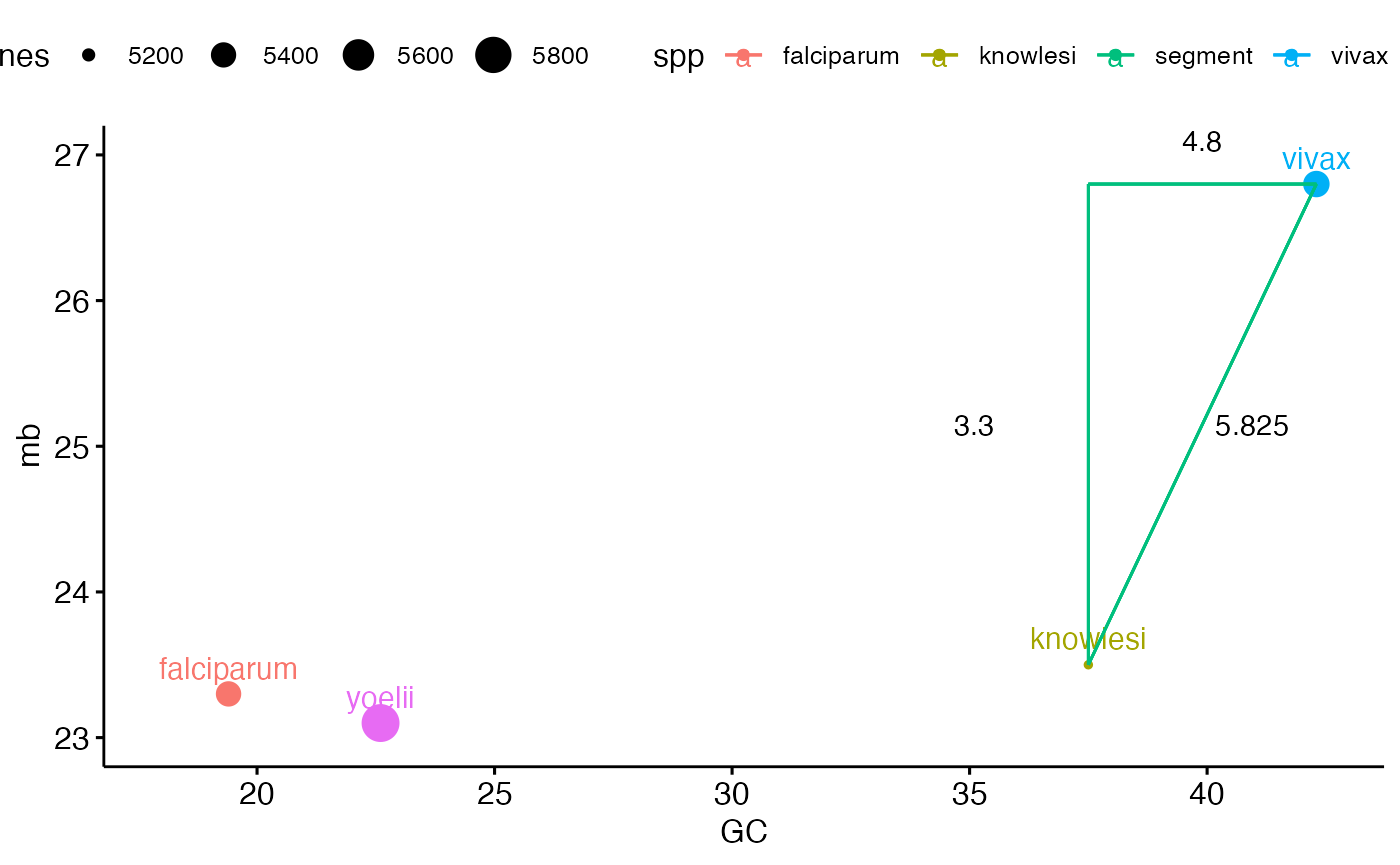 nes 5200 5400 5600 5800 spp a falciparum a knowlesi a segment a vivax
4.8
27
vivax
26
3.3
5.825
25
mb
24
knowlesi
falciparum
yoelii
23
20 25 30 35 40
GC